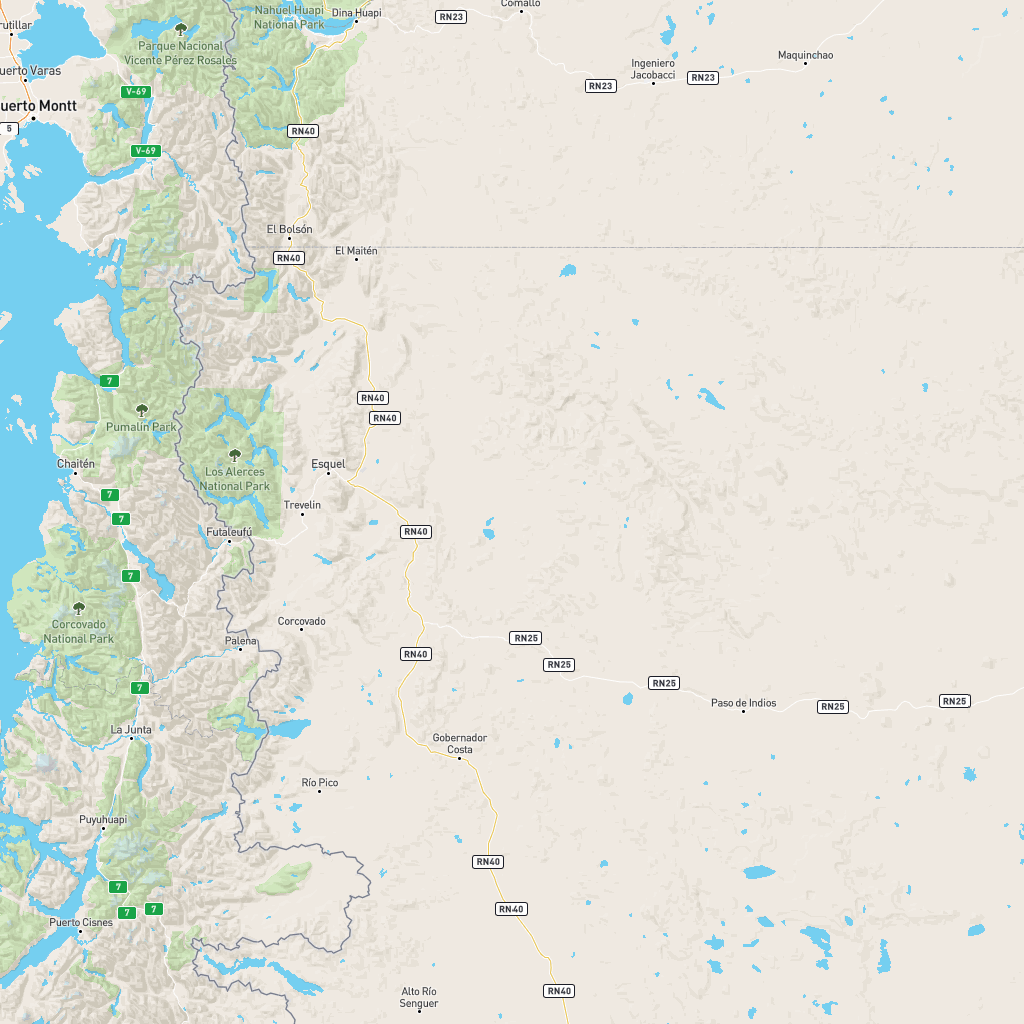 Comallo
Dina Huapi
RN23
Nahuel Huapi
National Park
rutillar
Parque Nacional
Vicente Pérez Rosales
Maquinchao
Ingeniero
Jacobacci
RN23
RN23
uerto Varas
V-69
uerto Montt
5
RN40
V-69
El Bolsón
El Maitén
RN40
7
RN40
RN40
Pumalin Park
Chaitén
Esquel
Los Alerces
National Park
7
7
Trevelin
Futaleufú
RN40
7
Corcovado
National Park
Corcovado
Palena
RN40
RN25
RN25
RN25
7
RN25
RN25
Paso de Indios
La Junta
Gobernador
Costa
Río Pico
Puyuhuapi
RN40
7
7
7
RN40
Puerto Cisnes
Alto Río
Senguer
RN40